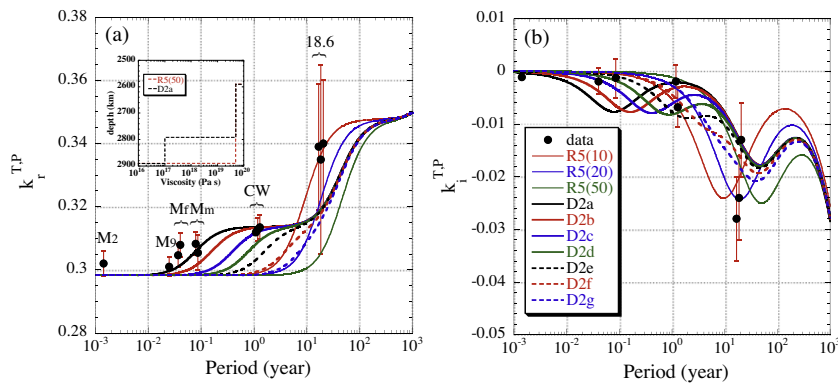 (a)
0.38
0.36
0.34
0.32
0.3
0.28
k_r^T,P
18.6
2500
2600
2700
2800
2900
depth (km)
R5(50)
D2a
10^16 10^17 10^18 10^19 10^20
Viscosity (Pa s)
M2
M9
Mf
Mm
CW
10^-3 10^-2 10^-1 10^0 10^1 10^2 10^3
Period (year)
(b)
0.01
0
-0.01
-0.02
-0.03
-0.04
-0.05
k_i^T,P
data
R5(10)
R5(20)
R5(50)
D2a
D2b
D2c
D2d
D2e
D2f
D2g
10^-3 10^-2 10^-1 10^0 10^1 10^2 10^3
Period (year)